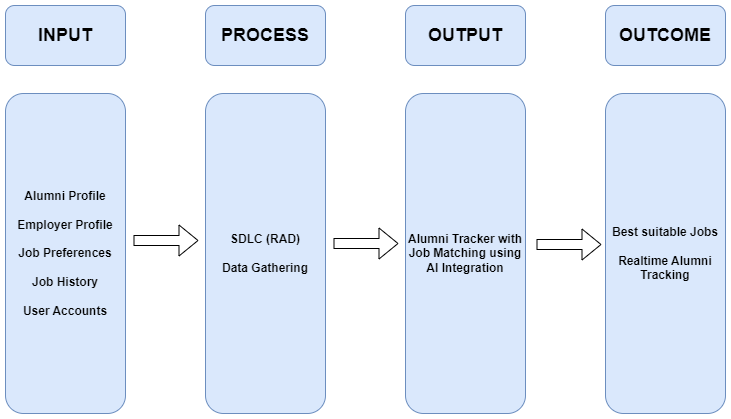 INPUT
PROCESS
OUTPUT
OUTCOME
Alumni Profile
Employer Profile
Job Preferences
Job History
User Accounts
SDLC (RAD)
Data Gathering
Alumni Tracker with
Job Matching using
AI Integration
Best suitable Jobs
Realtime Alumni
Tracking